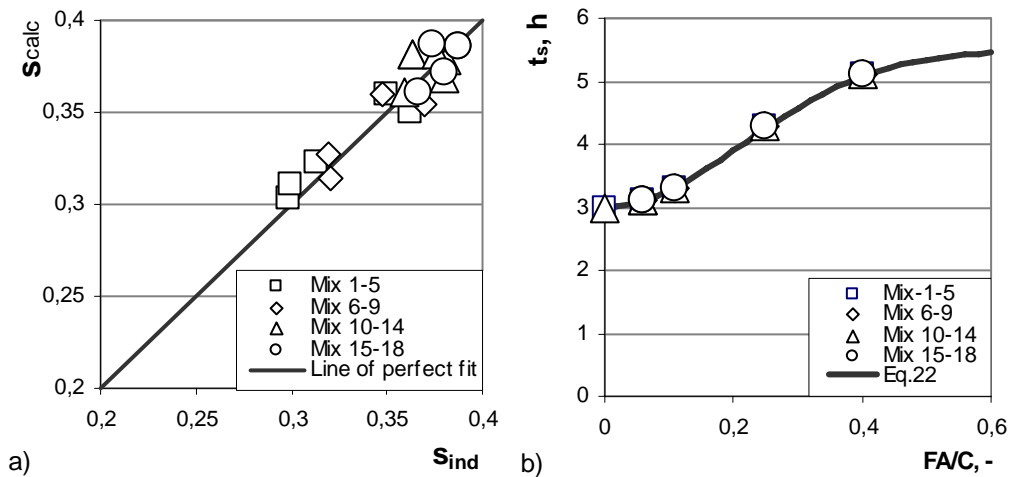 0,4
0,35
0,3
0,25
0,2
scalc
Mix 1-5
Mix 6-9
Mix 10-14
Mix 15-18
Line of perfect fit
0,2
0,25
0,3
0,35
0,4
sind
a)
ts, h
6
5
4
3
2
1
0
Mix-1-5
Mix 6-9
Mix 10-14
Mix 15-18
Eq.22
0
0,2
0,4
0,6
FA/C, -
b)